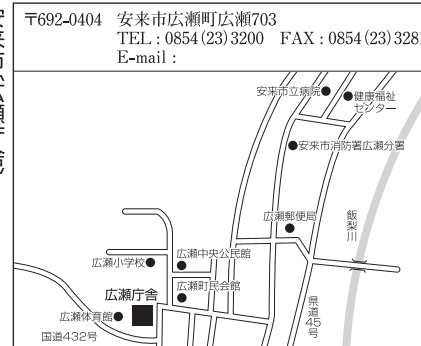 〒692-0404 安来市広瀬町広瀬703
TEL : 0854(23)3200 FAX : 0854(23)328
E-mail :
安来市立病院
健康福祉
センター
安来市消防署広瀬分署
広瀬郵便局
飯梨川
広瀬中央公民館
広瀬小学校
広瀬町民会館
広瀬庁舎
県道45号
広瀬体育館
国道432号